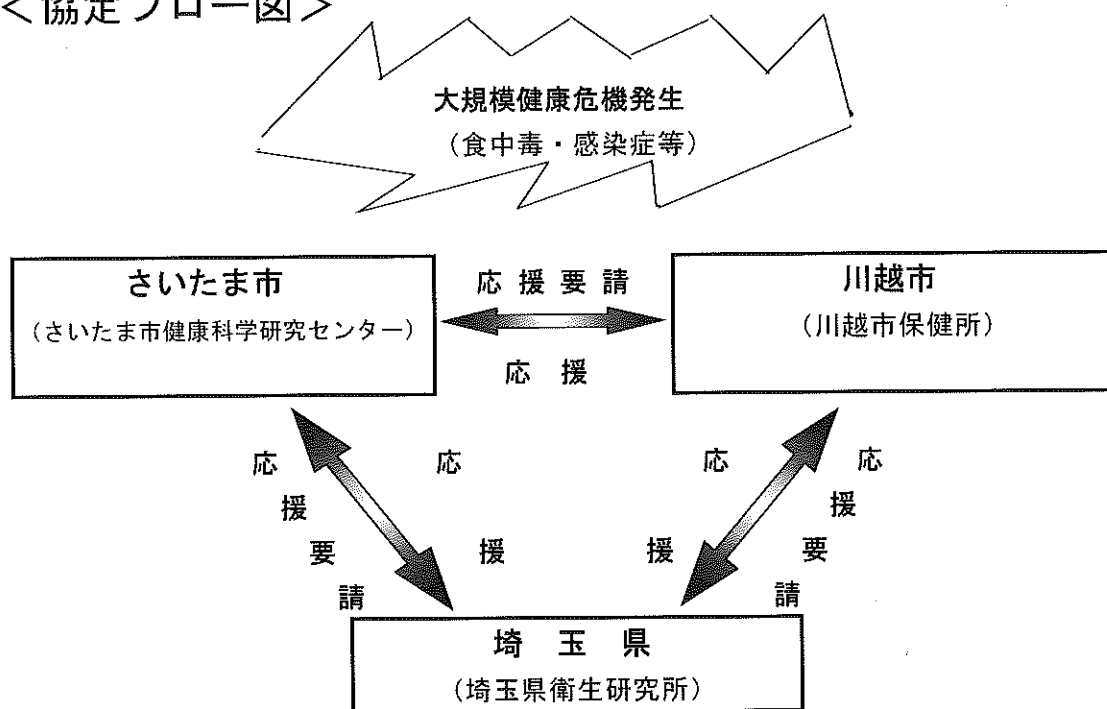 ＜協定フロー図＞
大規模健康危機発生
（食中毒・感染症等）
さいたま市
（さいたま市健康科学研究センター）
応援要請
応援
川越市
（川越市保健所）
応援要請
応援
応援
応援要請
埼玉県
（埼玉県衛生研究所）